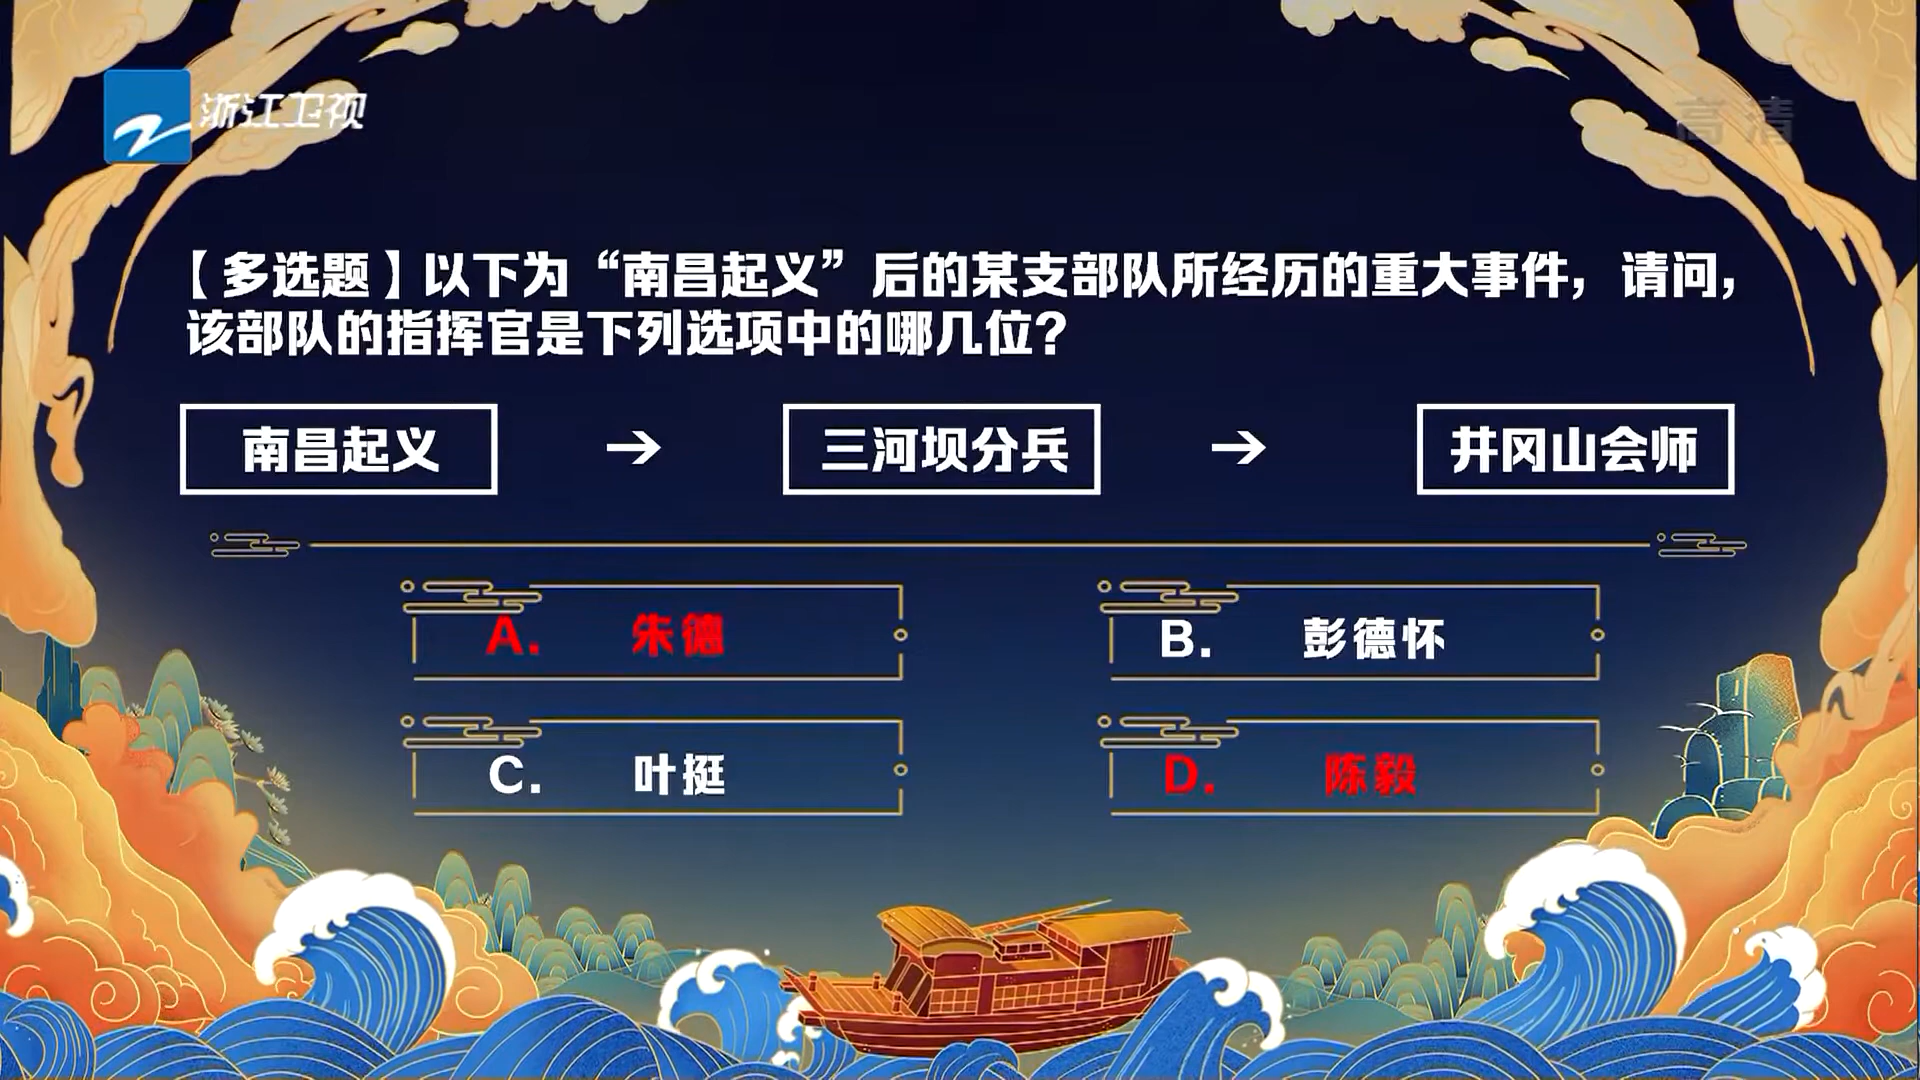 浙江卫视
高清
【多选题】以下为“南昌起义”后的某支部队所经历的重大事件，请问，
该部队的指挥官是下列选项中的哪几位？
南昌起义 → 三河坝分兵 → 井冈山会师
A. 朱德
B. 彭德怀
C. 叶挺
D. 陈毅